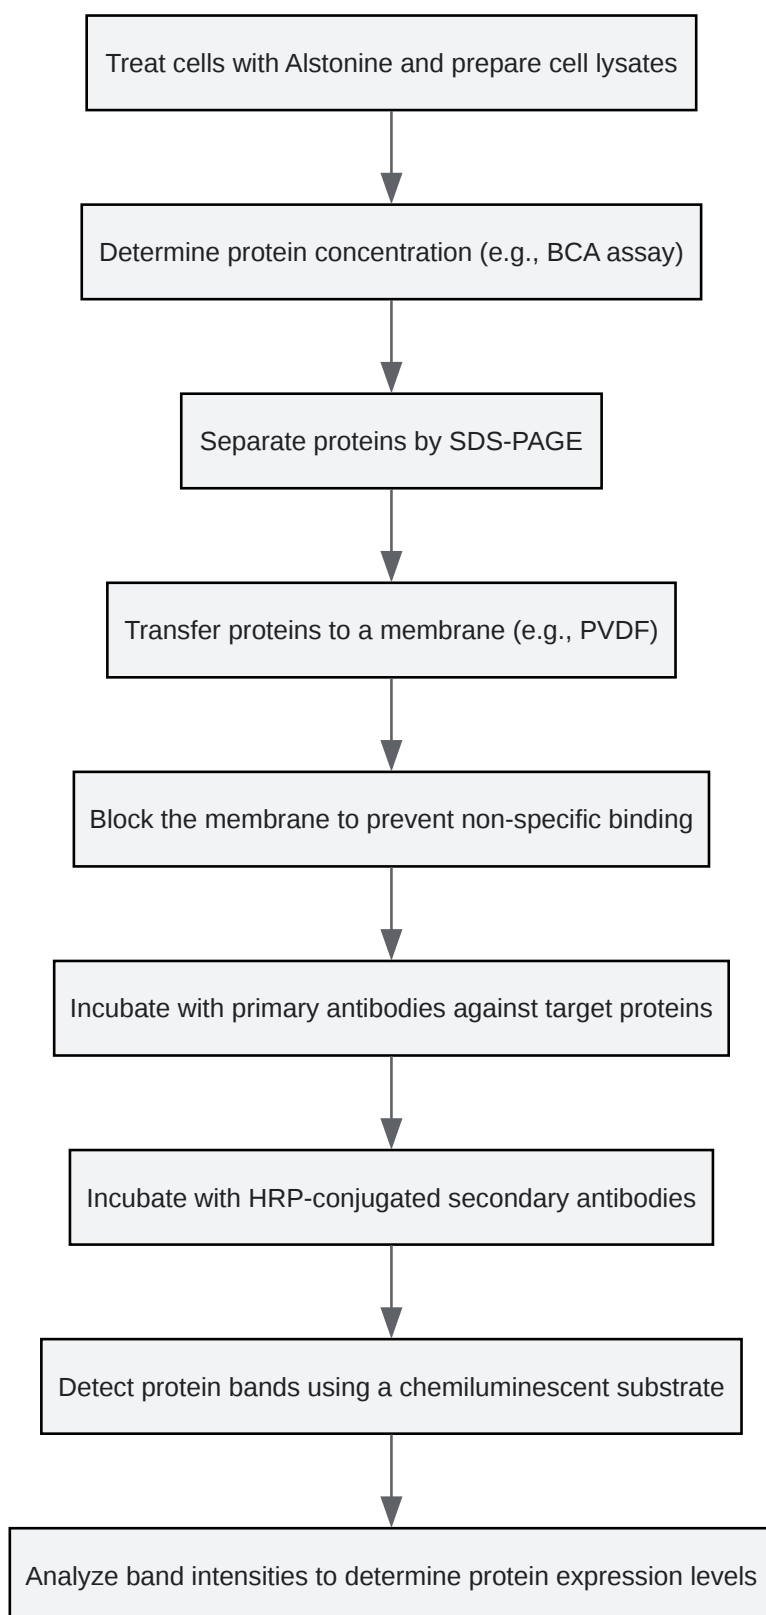 Treat cells with Alstonine and prepare cell lysates
Determine protein concentration (e.g., BCA assay)
Separate proteins by SDS-PAGE
Transfer proteins to a membrane (e.g., PVDF)
Block the membrane to prevent non-specific binding
Incubate with primary antibodies against target proteins
Incubate with HRP-conjugated secondary antibodies
Detect protein bands using a chemiluminescent substrate
Analyze band intensities to determine protein expression levels